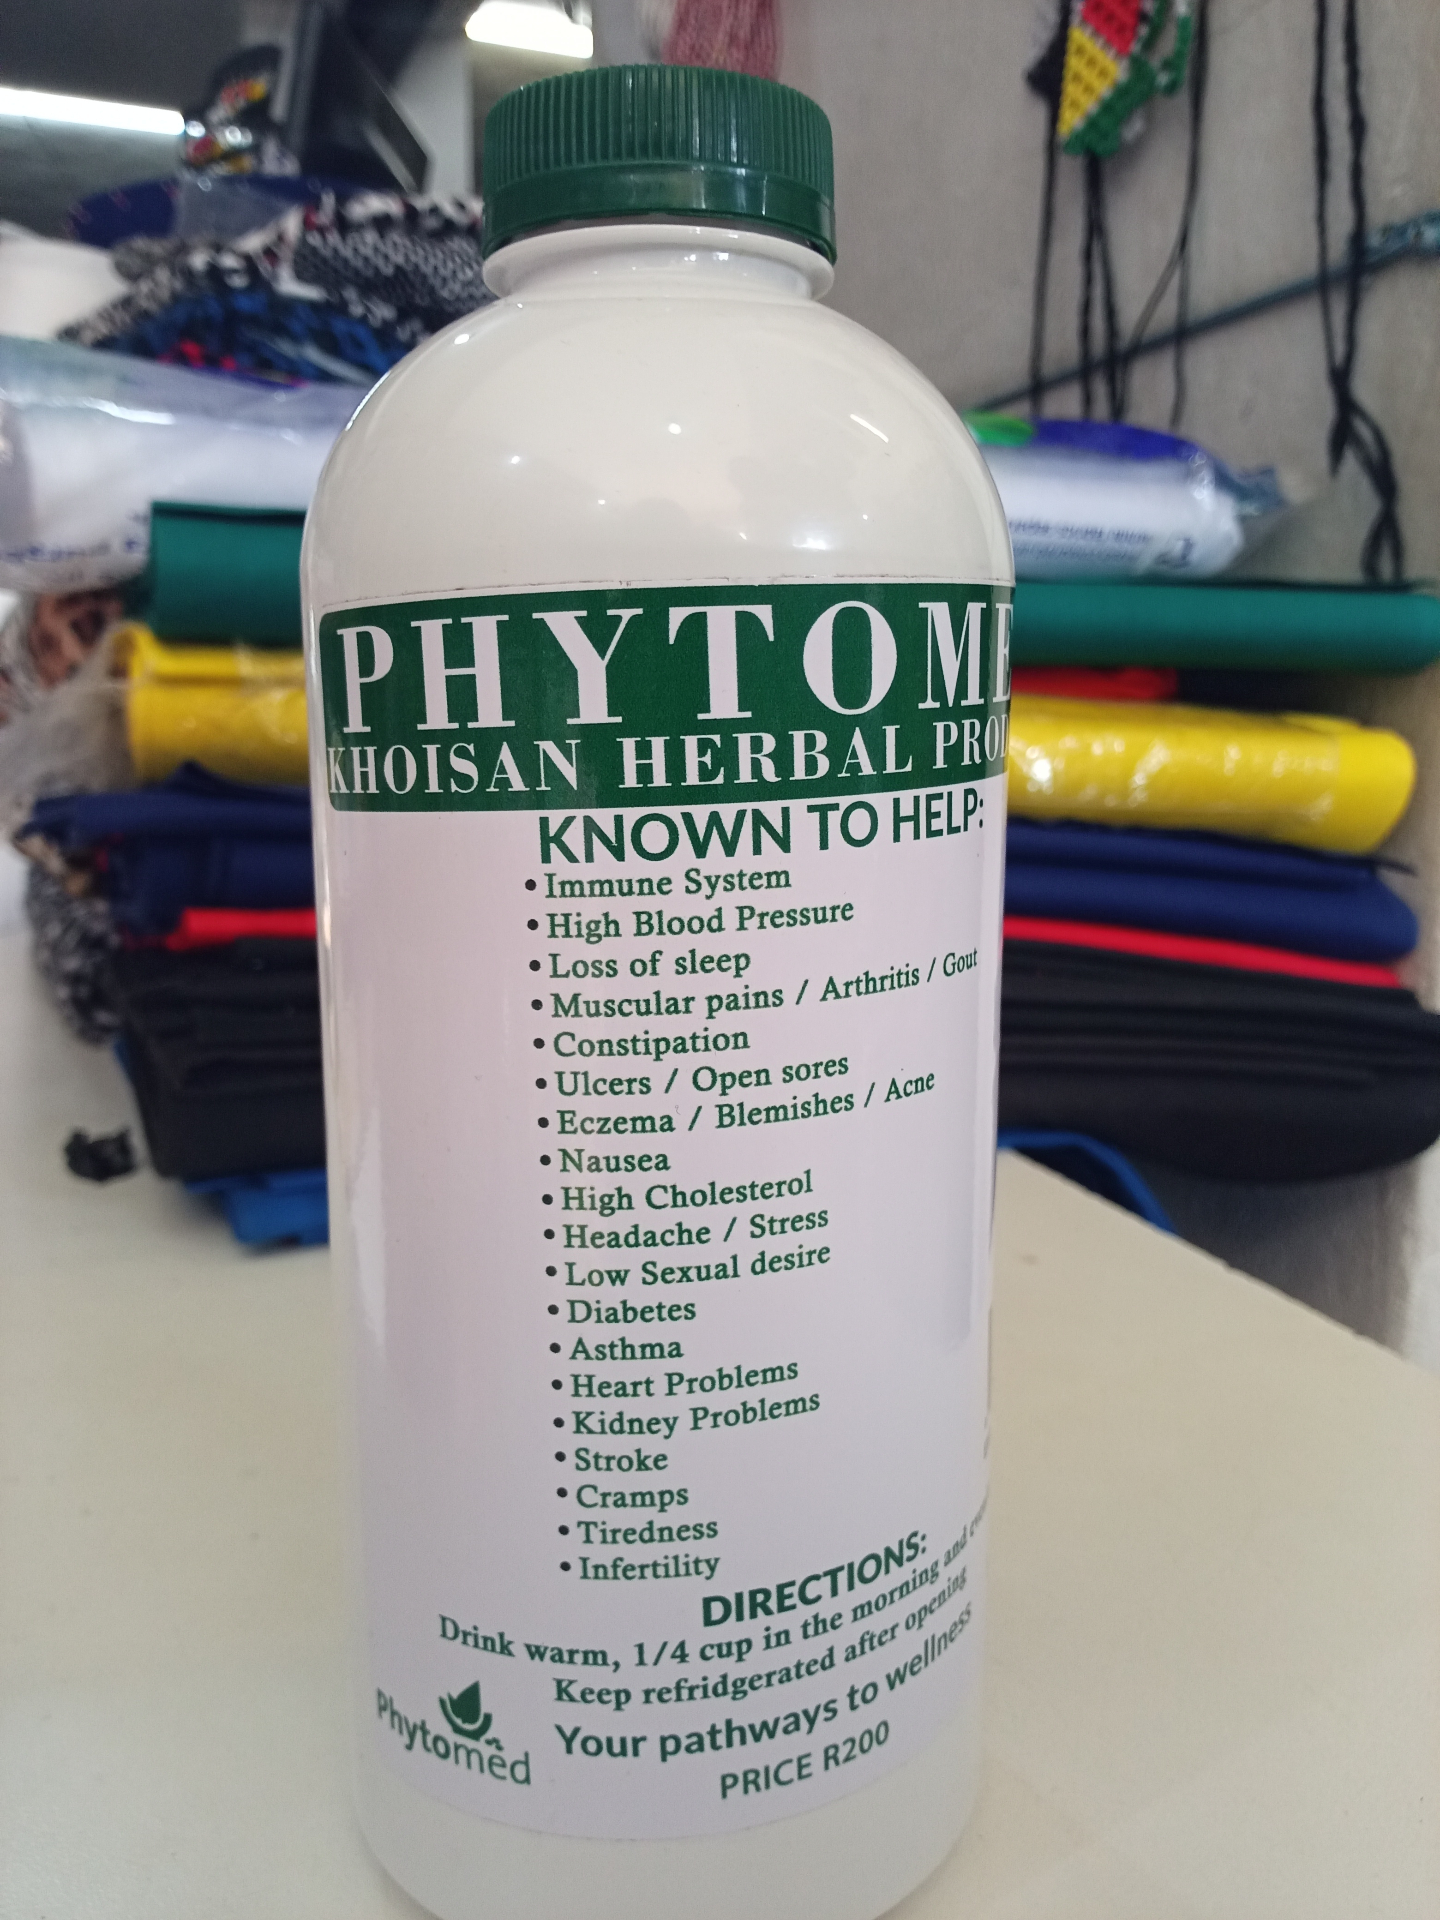 PHYTOME
KHOISAN HERBAL PROD
KNOWN TO HELP:
• Immune System
• High Blood Pressure
• Loss of sleep
• Muscular pains / Arthritis / Gout
• Constipation
• Ulcers / Open sores
• Eczema / Blemishes / Acne
• Nausea
• High Cholesterol
• Headache / Stress
• Low Sexual desire
• Diabetes
• Asthma
• Heart Problems
• Kidney Problems
• Stroke
• Cramps
• Tiredness
• Infertility
DIRECTIONS:
Drink warm, 1/4 cup in the morning and
Keep refridgerated after opening
Your pathways to wellness
PRICE R200
Phytomed